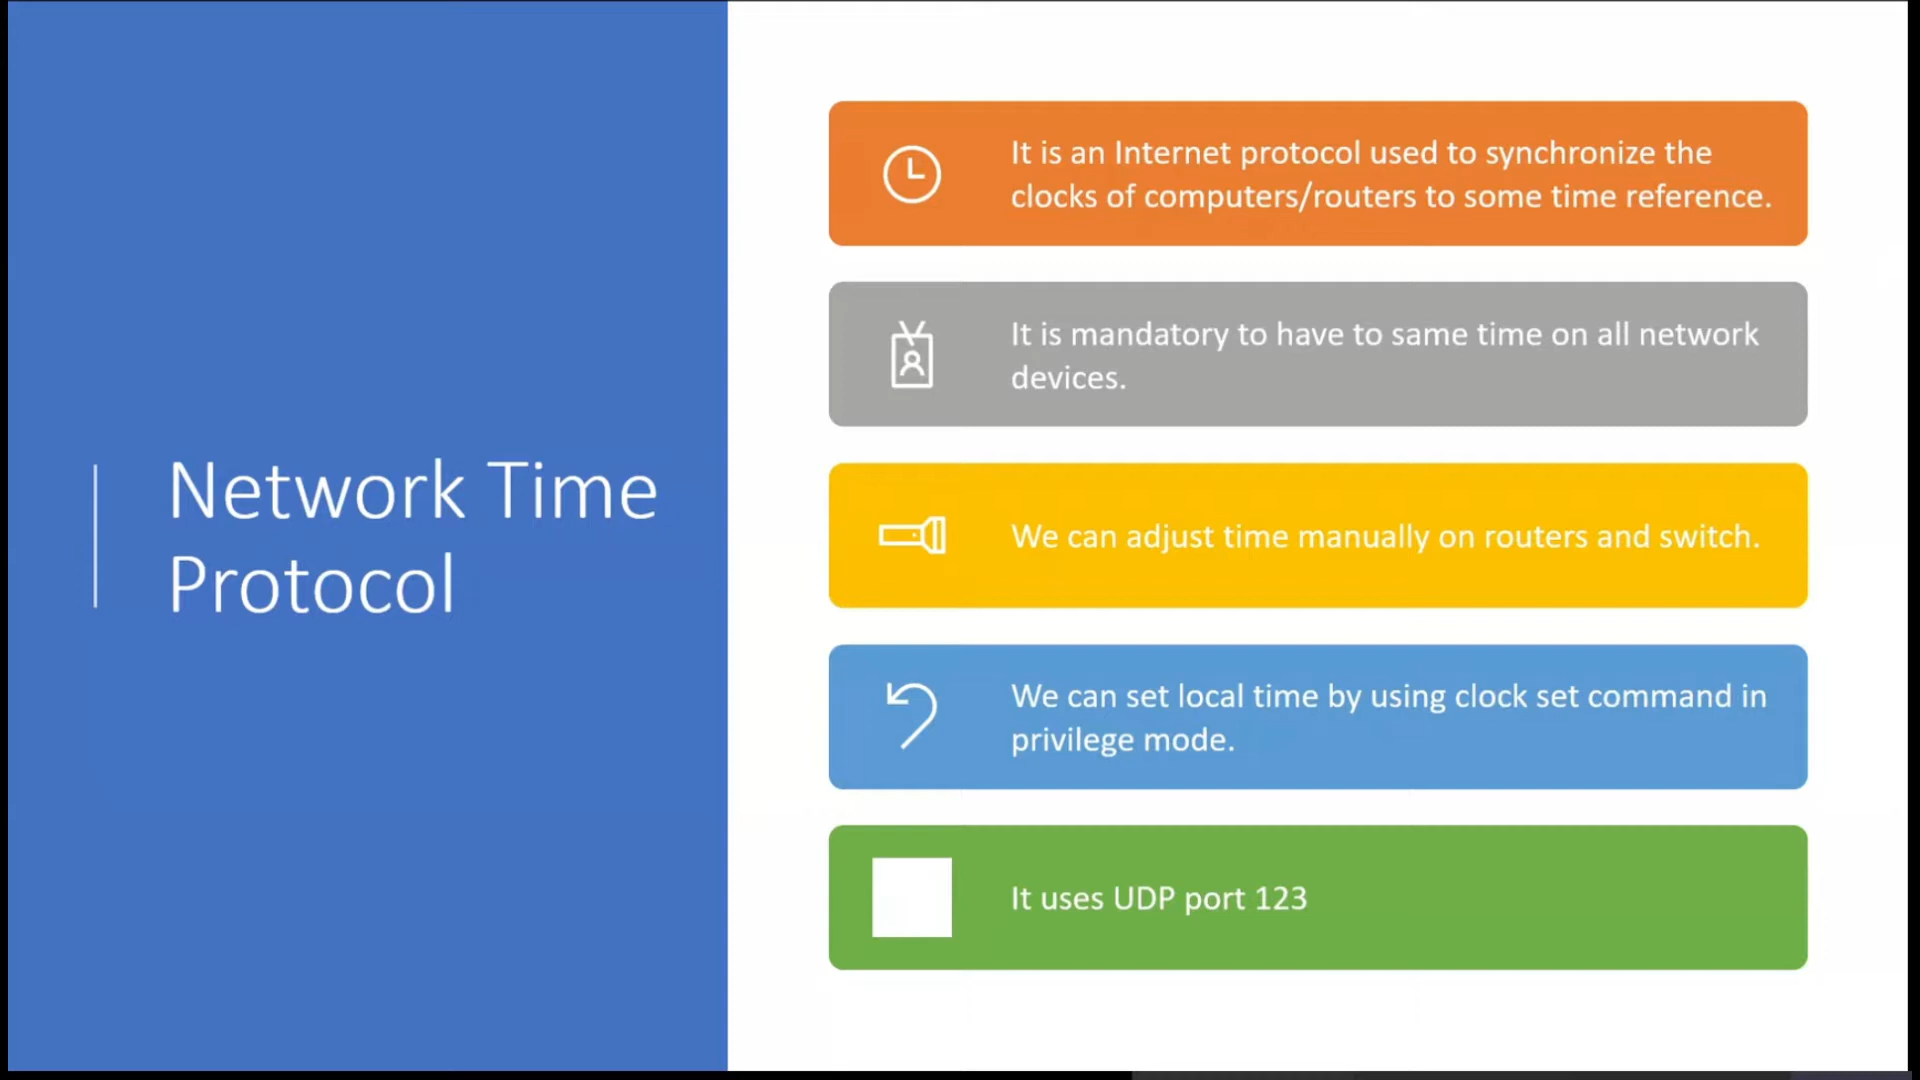 Network Time
Protocol
It is an Internet protocol used to synchronize the
clocks of computers/routers to some time reference.
It is mandatory to have to same time on all network
devices.
We can adjust time manually on routers and switch.
We can set local time by using clock set command in
privilege mode.
It uses UDP port 123